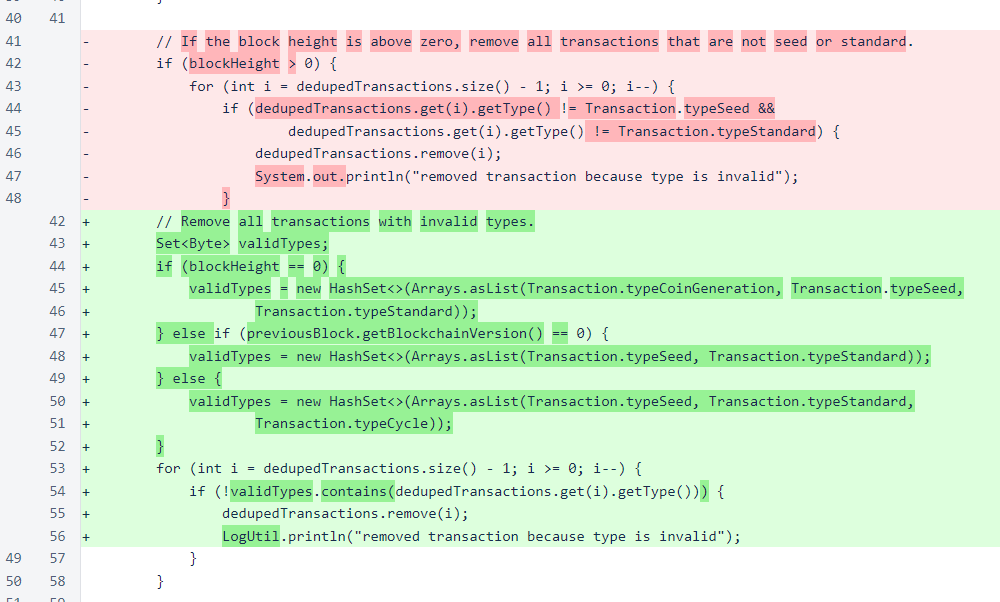 40 41
41 - // If the block height is above zero, remove all transactions that are not seed or standard.
42 - if (blockHeight > 0) {
43 - for (int i = dedupedTransactions.size() - 1; i >= 0; i--) {
44 - if (dedupedTransactions.get(i).getType() != Transaction.typeSeed &&
45 - dedupedTransactions.get(i).getType() != Transaction.typeStandard) {
46 - dedupedTransactions.remove(i);
47 - System.out.println("removed transaction because type is invalid");
48 - }
42 + // Remove all transactions with invalid types.
43 + Set<Byte> validTypes;
44 + if (blockHeight == 0) {
45 + validTypes = new HashSet<>(Arrays.asList(Transaction.typeCoinGeneration, Transaction.typeSeed,
46 + Transaction.typeStandard));
47 + } else if (previousBlock.getBlockchainVersion() == 0) {
48 + validTypes = new HashSet<>(Arrays.asList(Transaction.typeSeed, Transaction.typeStandard));
49 + } else {
50 + validTypes = new HashSet<>(Arrays.asList(Transaction.typeSeed, Transaction.typeStandard,
51 + Transaction.typeCycle));
52 + }
53 + for (int i = dedupedTransactions.size() - 1; i >= 0; i--) {
54 + if (!validTypes.contains(dedupedTransactions.get(i).getType())) {
55 + dedupedTransactions.remove(i);
56 + LogUtil.println("removed transaction because type is invalid");
49 57 }
50 58 }